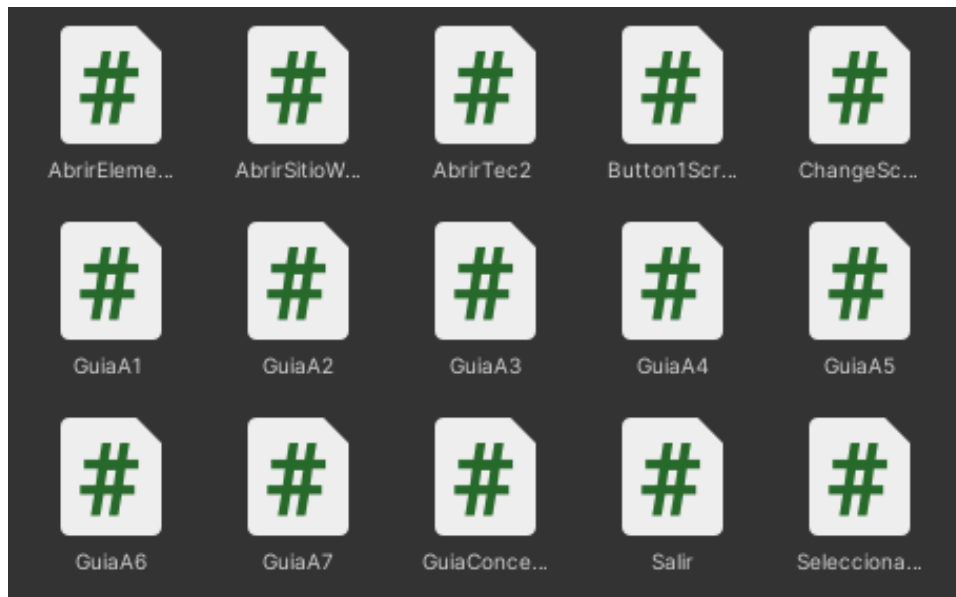 AbrirEleme...
AbrirSitioW...
AbrirTec2
Button1Scr...
ChangeSc...
GuiaA1
GuiaA2
GuiaA3
GuiaA4
GuiaA5
GuiaA6
GuiaA7
GuiaConce...
Salir
Selecciona...